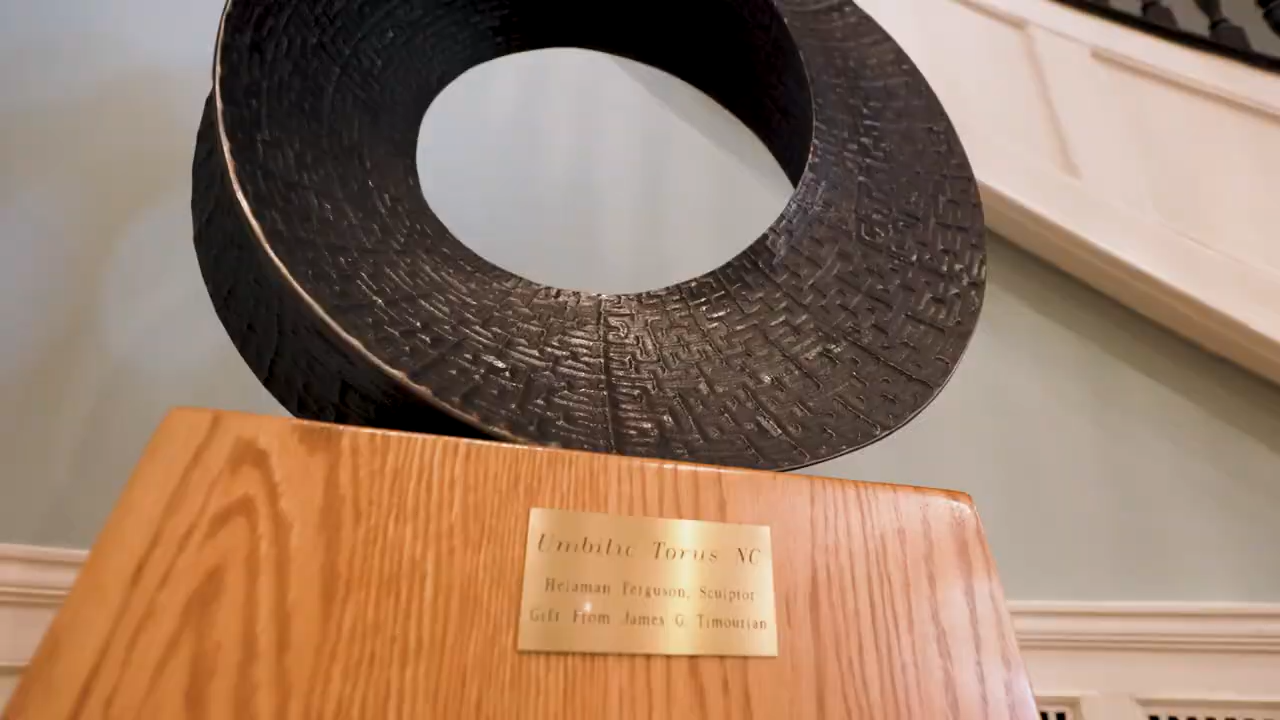 Umbilic Torus NC
Helaman Ferguson, Sculptor
Gift From James G. Timourian